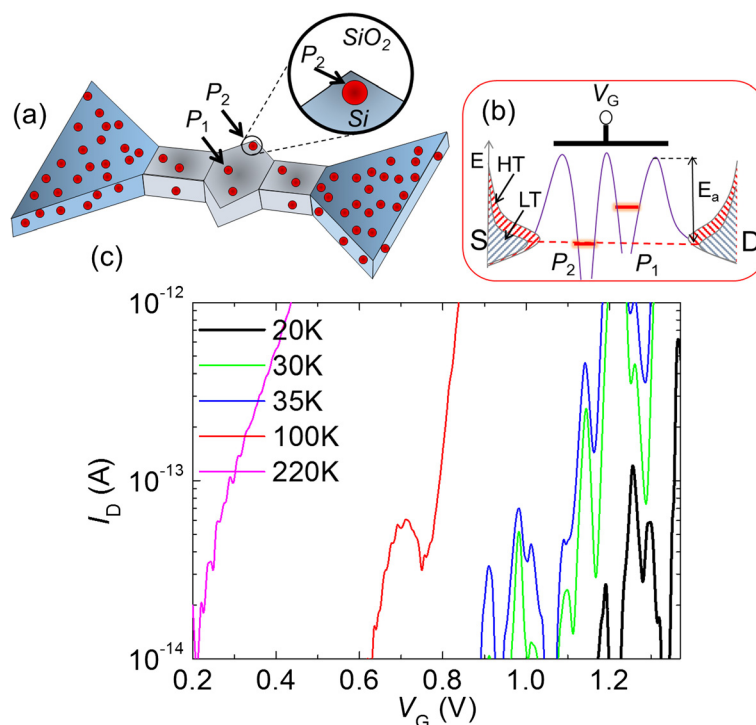 (a)
P1
P2
P2
SiO2
Si
(b)
VG
E
HT
LT
Ea
S
D
P2
P1
(c)
20K
30K
35K
100K
220K
10-12
10-13
10-14
ID (A)
0.2 0.4 0.6 0.8 1.0 1.2
VG (V)